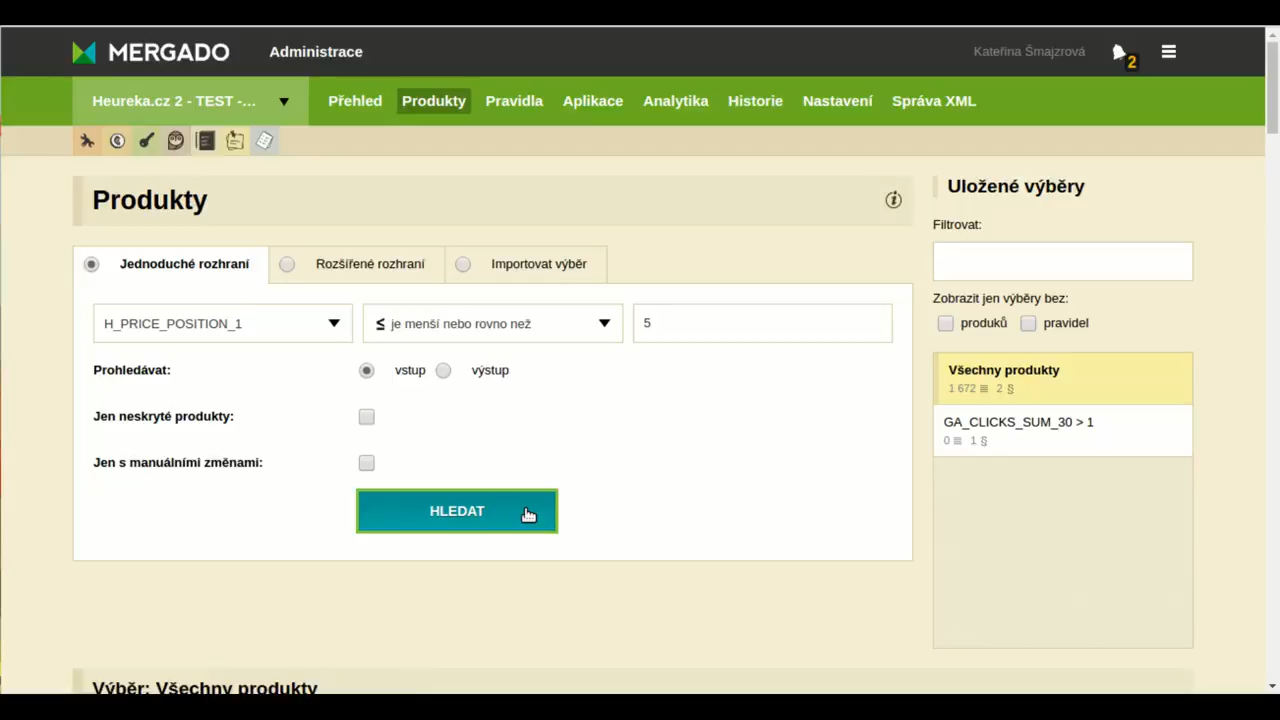 MERGADO Administrace Kateřina Šmajzrová 2
Heureka.cz 2 - TEST -... Přehled Produkty Pravidla Aplikace Analytika Historie Nastavení Správa XML
Produkty
Jednoduché rozhraní Rozšířené rozhraní Importovat výběr
H_PRICE_POSITION_1 ≤ je menší nebo rovno než 5
Prohledávat: vstup výstup
Jen neskryté produkty:
Jen s manuálními změnami:
HLEDAT
Uložené výběry
Filtrovat:
Zobrazit jen výběry bez:
produků pravidel
Všechny produkty
1 672 ≡ 2 §
GA_CLICKS_SUM_30 > 1
0 ≡ 1 §
Výběr: Všechny produkty